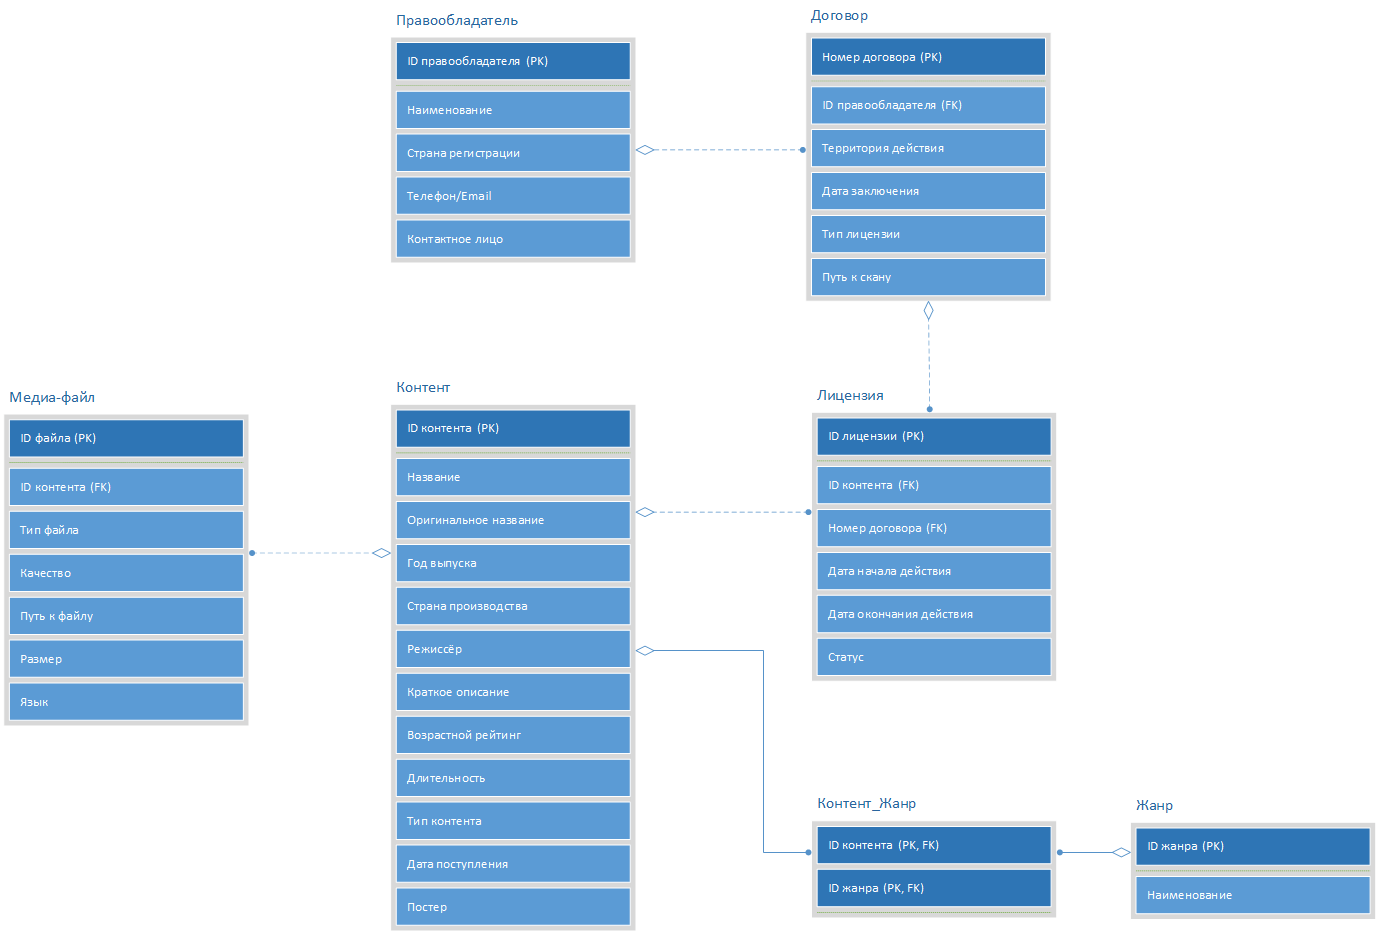 Правообладатель
ID правообладателя (PK)
Наименование
Страна регистрации
Телефон/Email
Контактное лицо
Договор
Номер договора (PK)
ID правообладателя (FK)
Территория действия
Дата заключения
Тип лицензии
Путь к скану
Медиа-файл
ID файла (PK)
ID контента (FK)
Тип файла
Качество
Путь к файлу
Размер
Язык
Контент
ID контента (PK)
Название
Оригинальное название
Год выпуска
Страна производства
Режиссёр
Краткое описание
Возрастной рейтинг
Длительность
Тип контента
Дата поступления
Постер
Лицензия
ID лицензии (PK)
ID контента (FK)
Номер договора (FK)
Дата начала действия
Дата окончания действия
Статус
Контент_Жанр
ID контента (PK, FK)
ID жанра (PK, FK)
Жанр
ID жанра (PK)
Наименование